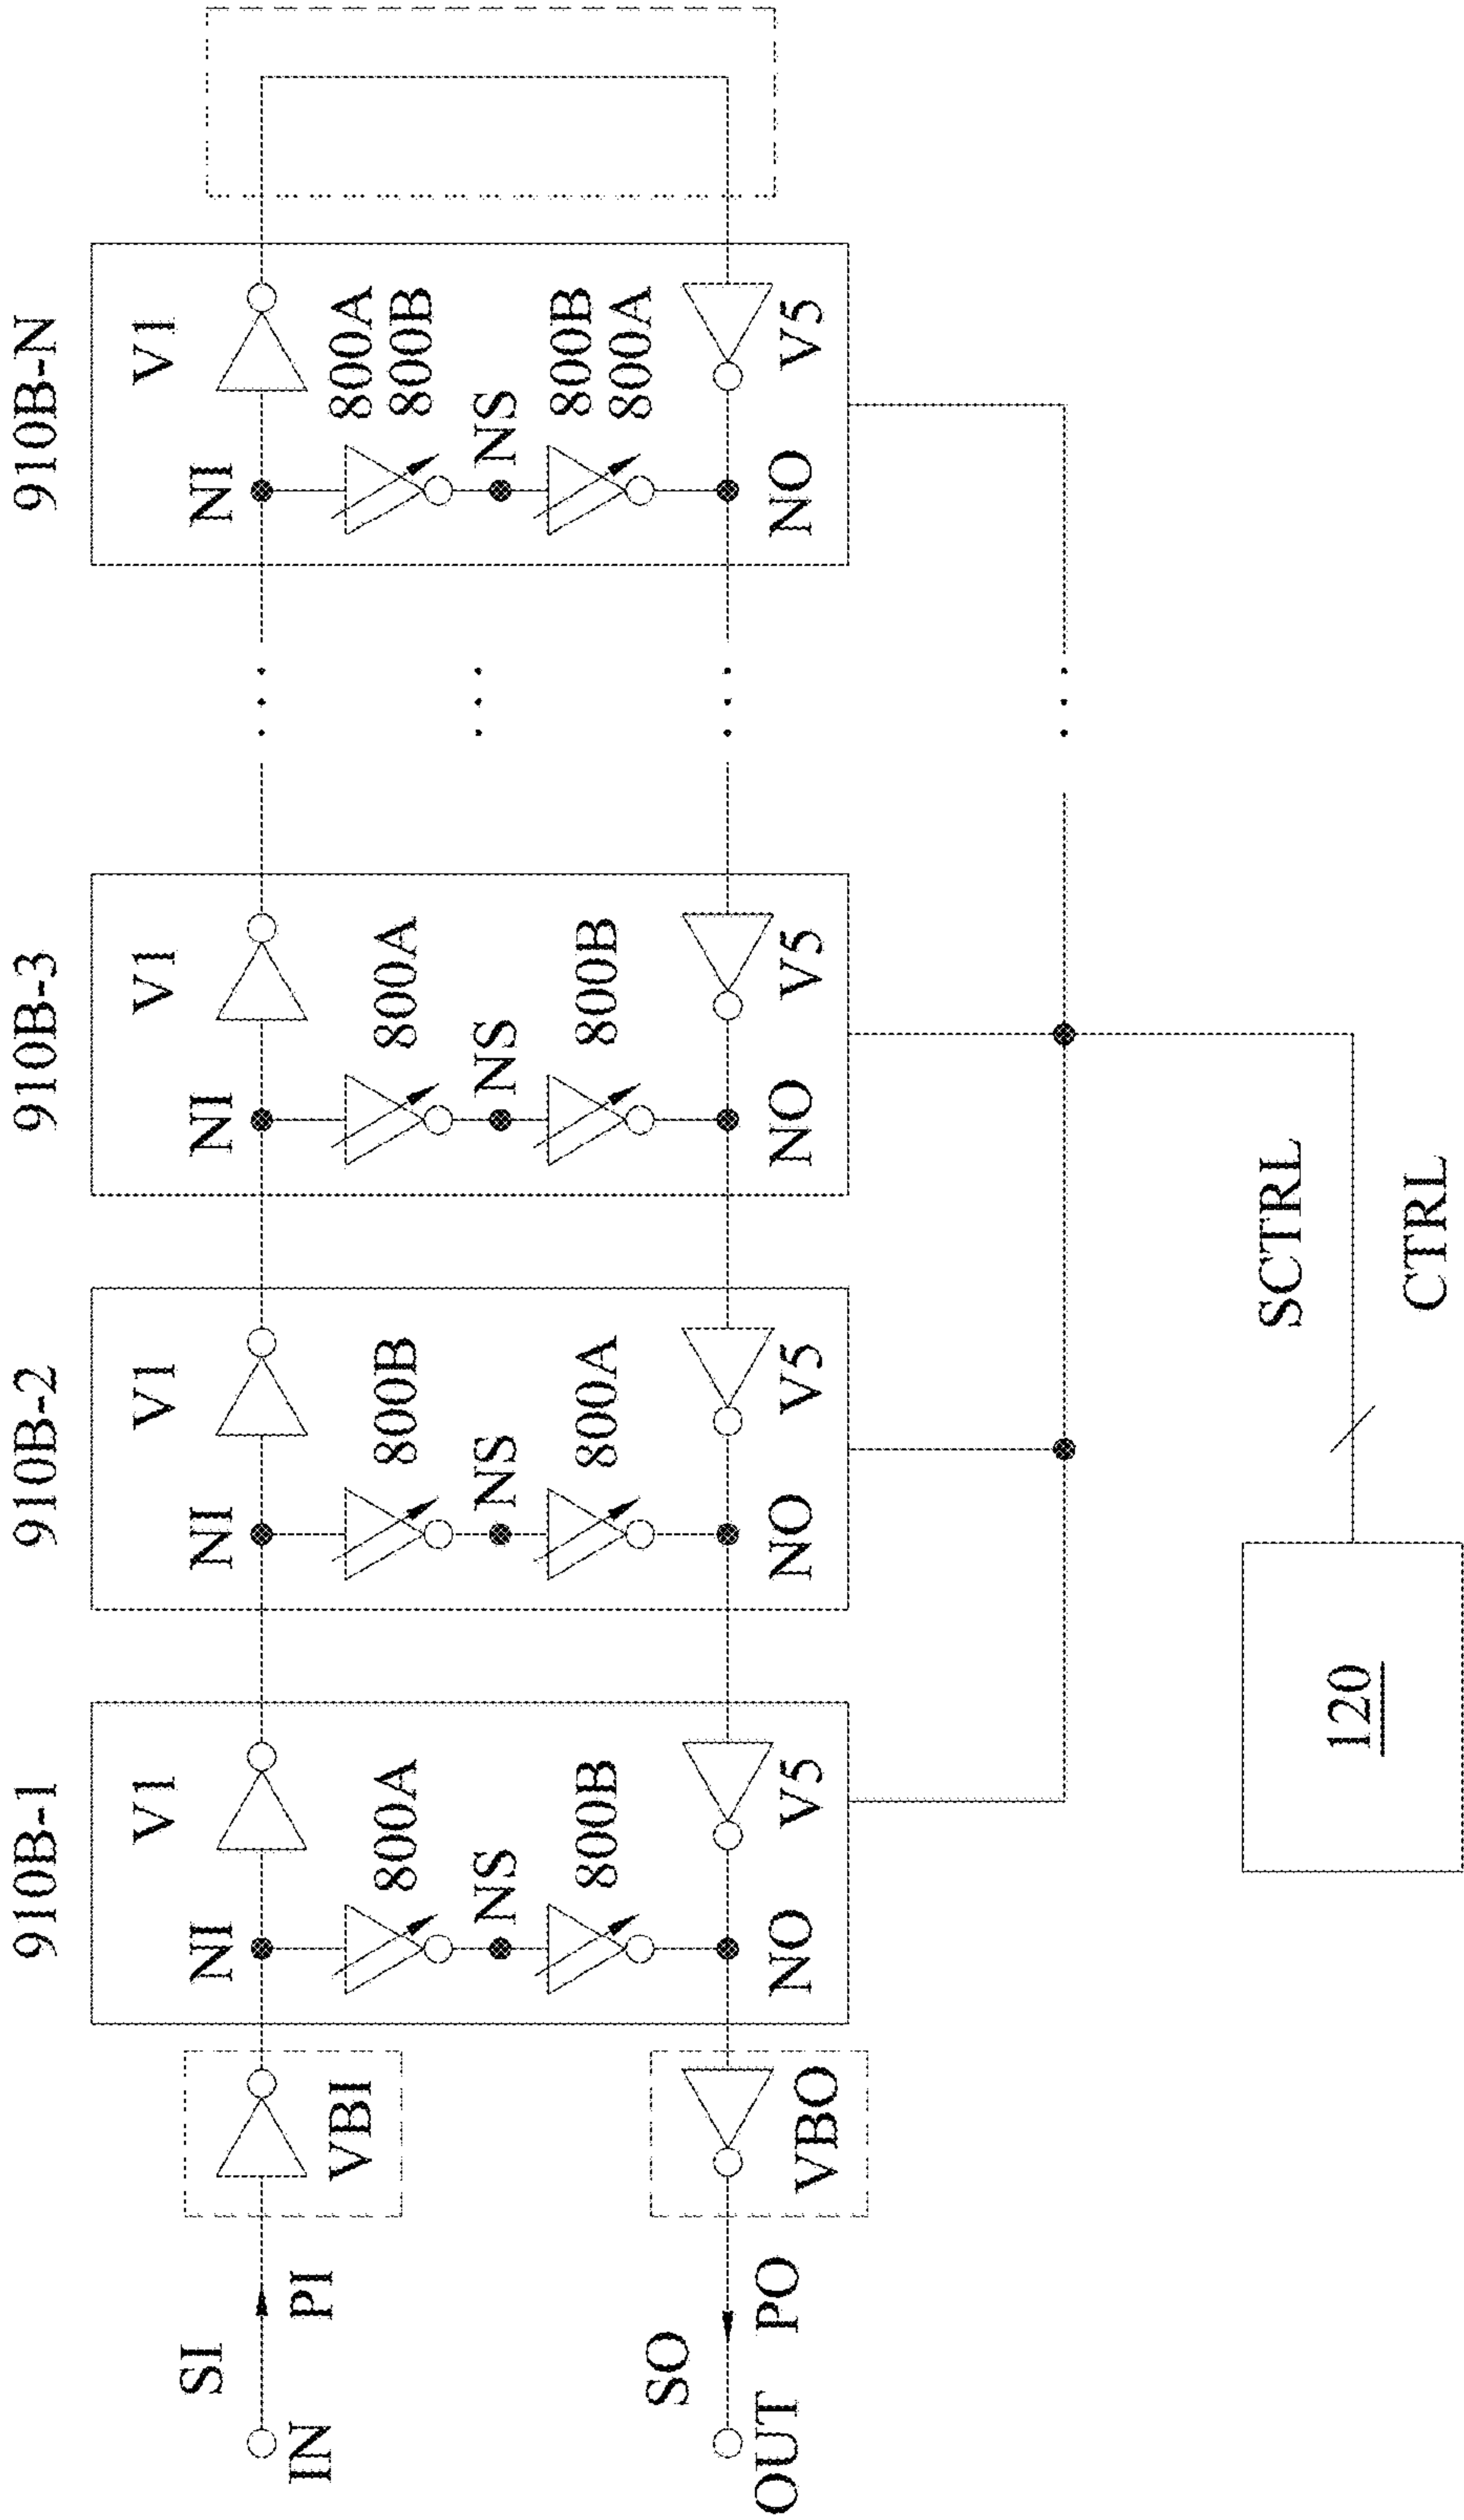 910B-1
910B-2
910B-3
910B-N
V1
V1
V1
V1
NI
NI
NI
NI
SI
IN
PI
VBI
800A
800B
800A
800A
800B
NS
NS
NS
NS
800B
800A
800B
800B
800A
SO
OUT
PO
VBO
NO
V5
NO
V5
NO
V5
NO
V5
120
SCTRL
CTRL